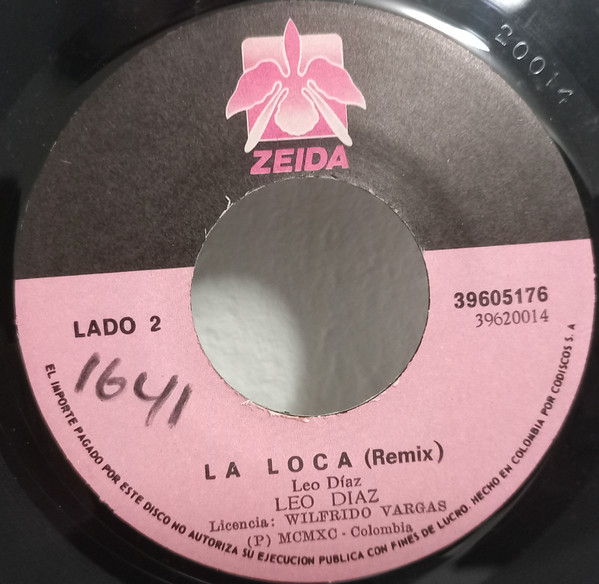 20014
ZEIDA
LADO 2
39605176
39620014
1641
LA LOCA (Remix)
Leo Díaz
LEO DIAZ
Licencia: WILFRIDO VARGAS
(P) MCMXC - Colombia
EL IMPORTE PAGADO POR ESTE DISCO NO AUTORIZA SU EJECUCION PUBLICA CON FINES DE LUCRO. HECHO EN COLOMBIA POR CODISCOS S.A